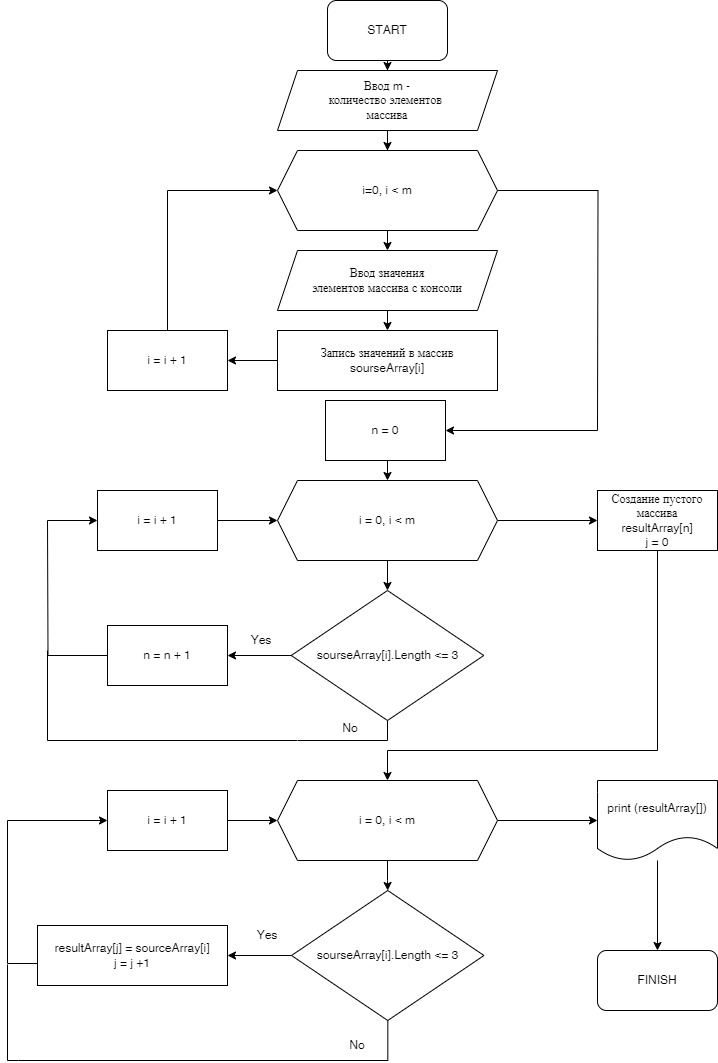 START
Ввод m -
количество элементов
массива
i=0, i < m
Ввод значения
элементов массива с консоли
i = i + 1
Запись значений в массив
sourseArray[i]
n = 0
i = i + 1
i = 0, i < m
Создание пустого
массива
resultArray[n]
j = 0
Yes
n = n + 1
sourseArray[i].Length <= 3
No
i = i + 1
i = 0, i < m
print (resultArray[])
Yes
resultArray[j] = sourceArray[i]
j = j +1
sourseArray[i].Length <= 3
FINISH
No